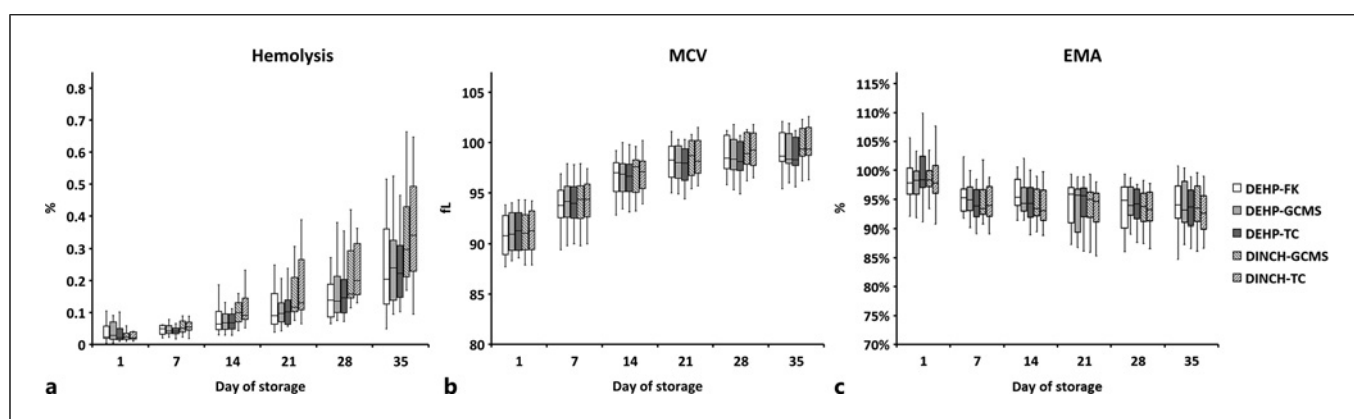 Hemolysis
0.8
0.7
0.6
0.5
0.4
0.3
0.2
0.1
0
%
1 7 14 21 28 35
Day of storage
a
MCV
105
100
95
90
85
80
fL
1 7 14 21 28 35
Day of storage
b
EMA
115%
110%
105%
100%
95%
90%
85%
80%
75%
70%
%
1 7 14 21 28 35
Day of storage
c
DEHP-FK
DEHP-GCMS
DEHP-TC
DINCH-GCMS
DINCH-TC